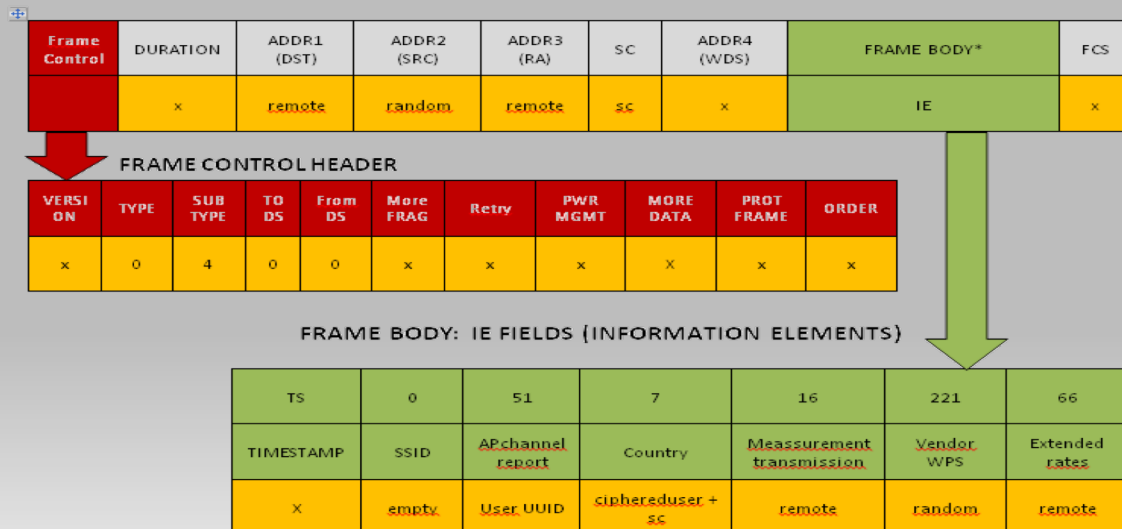 Frame Control DURATION ADDR1 (DST) ADDR2 (SRC) ADDR3 (RA) SC ADDR4 (WDS) FRAME BODY* FCS
x remote random remote sc x IE x
FRAME CONTROL HEADER
VERSI ON TYPE SUB TYPE TO DS From DS More FRAG Retry PWR MGMT MORE DATA PROT FRAME ORDER
x 0 4 0 0 x x x X x x
FRAME BODY: IE FIELDS (INFORMATION ELEMENTS)
TS 0 51 7 16 221 66
TIMESTAMP SSID APchannel report Country Meassurement transmission Vendor WPS Extended rates
X empty User UUID ciphereduser + sc remote random remote